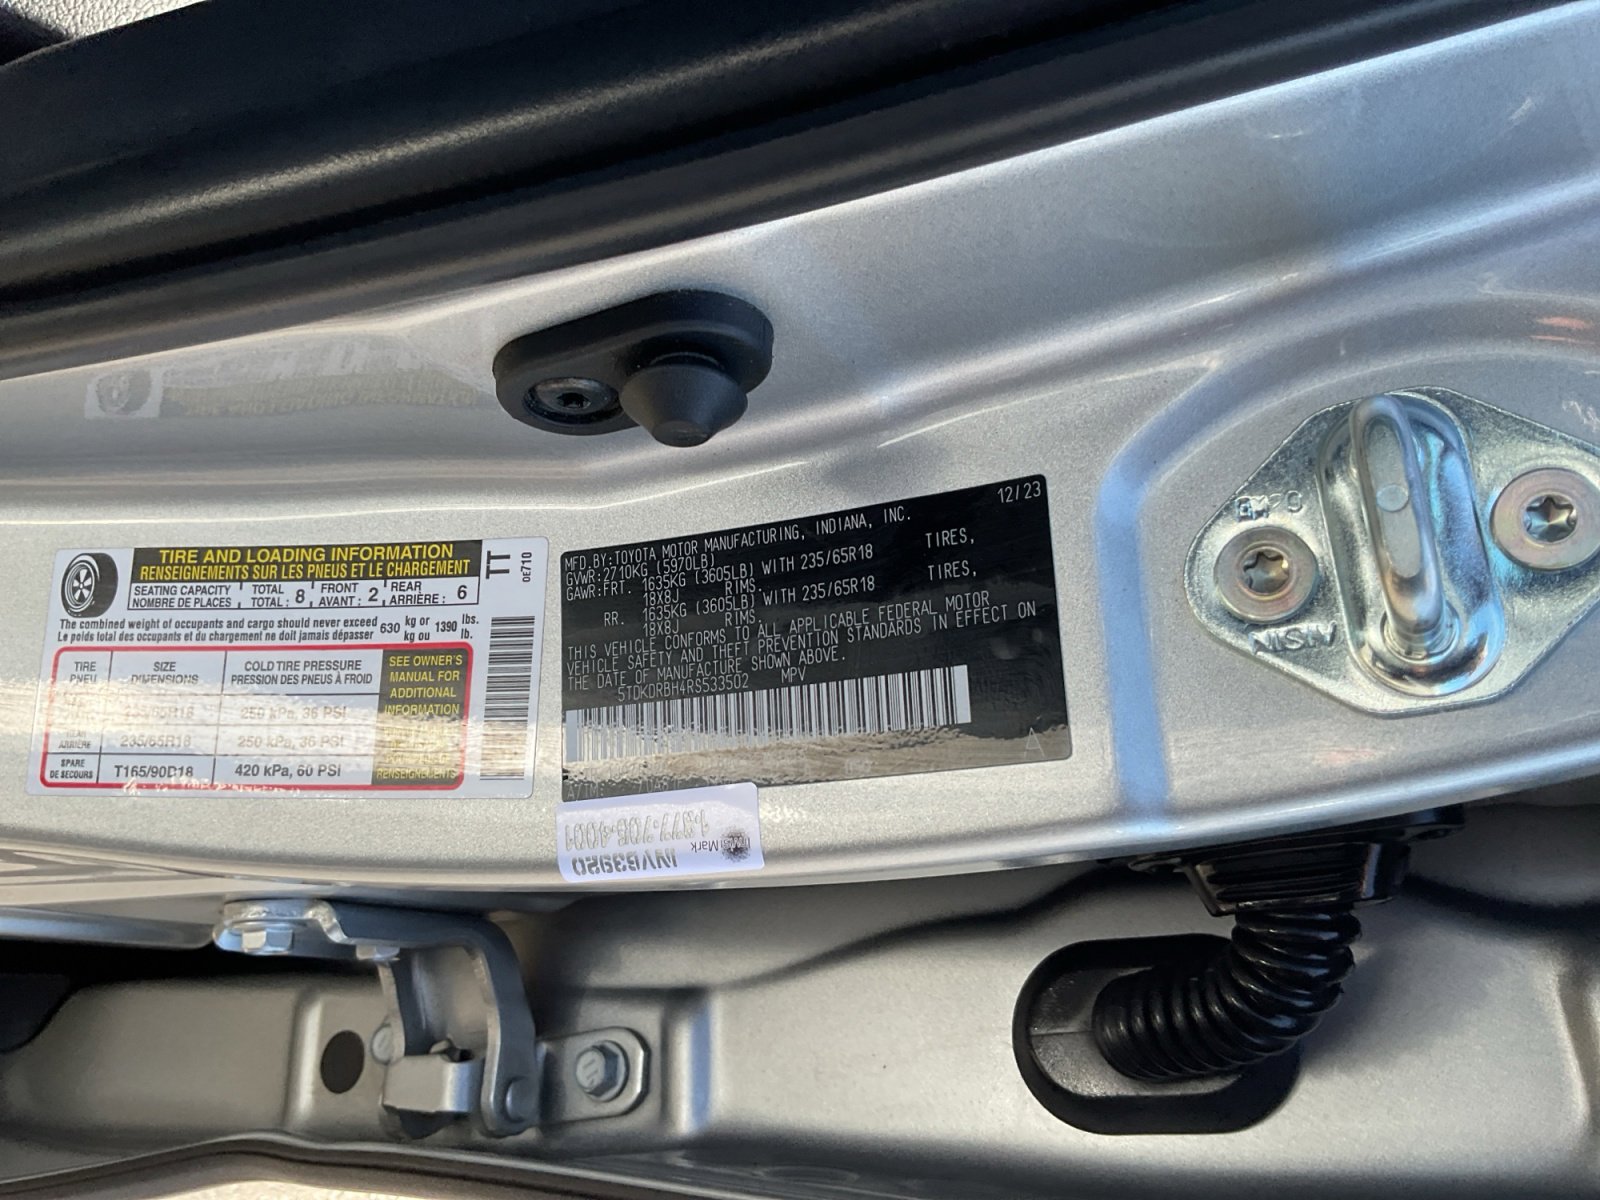 TIRE AND LOADING INFORMATION
RENSEIGNEMENTS SUR LES PNEUS ET LE CHARGEMENT
SEATING CAPACITY TOTAL FRONT REAR
NOMBRE DE PLACES TOTAL : 8 AVANT : 2 ARRIÈRE : 6
The combined weight of occupants and cargo should never exceed 630 kg or 1390 lbs.
Le poids total des occupants et du chargement ne doit jamais dépasser kg ou lb.
TIRE SIZE COLD TIRE PRESSURE
PNEU DIMENSIONS PRESSION DES PNEUS À FROID
235/65R18 250 kPa, 36 PSI
ARRIÈRE 235/65R18 250 kPa, 36 PSI
SPARE
DE SECOURS T165/90D18 420 kPa, 60 PSI
SEE OWNER'S
MANUAL FOR
ADDITIONAL
INFORMATION
RENSEIGNEMENTS
TT
0E710
12/23
MFD BY:TOYOTA MOTOR MANUFACTURING, INDIANA, INC.
GVWR:2710KG (5970LB)
GAWR:FRT. 1635KG (3605LB) WITH 235/65R18 TIRES,
18X8J RIMS.
RR. 1635KG (3605LB) WITH 235/65R18 TIRES,
18X8J RIMS.
THIS VEHICLE CONFORMS TO ALL APPLICABLE FEDERAL MOTOR
VEHICLE SAFETY AND THEFT PREVENTION STANDARDS IN EFFECT ON
THE DATE OF MANUFACTURE SHOWN ABOVE.
5TDKDRBH4RS533502 MPV
A
A/TM:
INVB3920
Mark
1.877.706.4001
AISIN